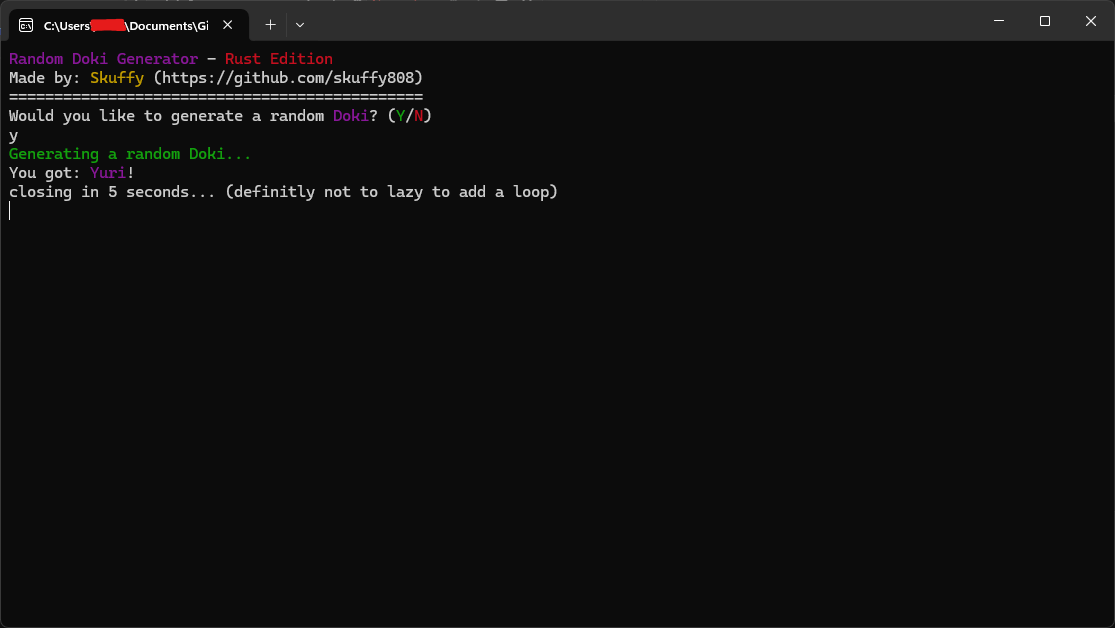 C:\Users\ \Documents\Gi
Random Doki Generator – Rust Edition
Made by: Skuffy (https://github.com/skuffy808)
==============================================
Would you like to generate a random Doki? (Y/N)
y
Generating a random Doki...
You got: Yuri!
closing in 5 seconds... (definitly not to lazy to add a loop)